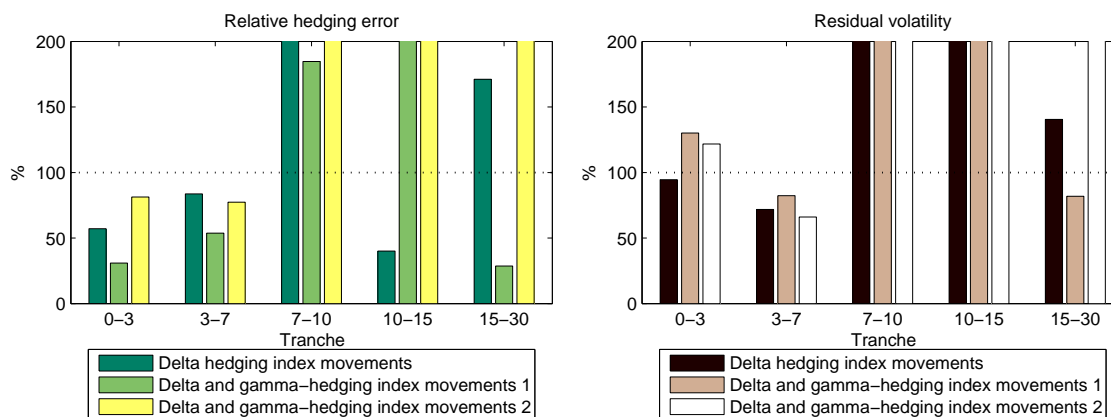 Relative hedging error
200
150
100
50
0
%
0−3 3−7 7−10 10−15 15−30
Tranche
Delta hedging index movements
Delta and gamma−hedging index movements 1
Delta and gamma−hedging index movements 2
Residual volatility
200
150
100
50
0
%
0−3 3−7 7−10 10−15 15−30
Tranche
Delta hedging index movements
Delta and gamma−hedging index movements 1
Delta and gamma−hedging index movements 2